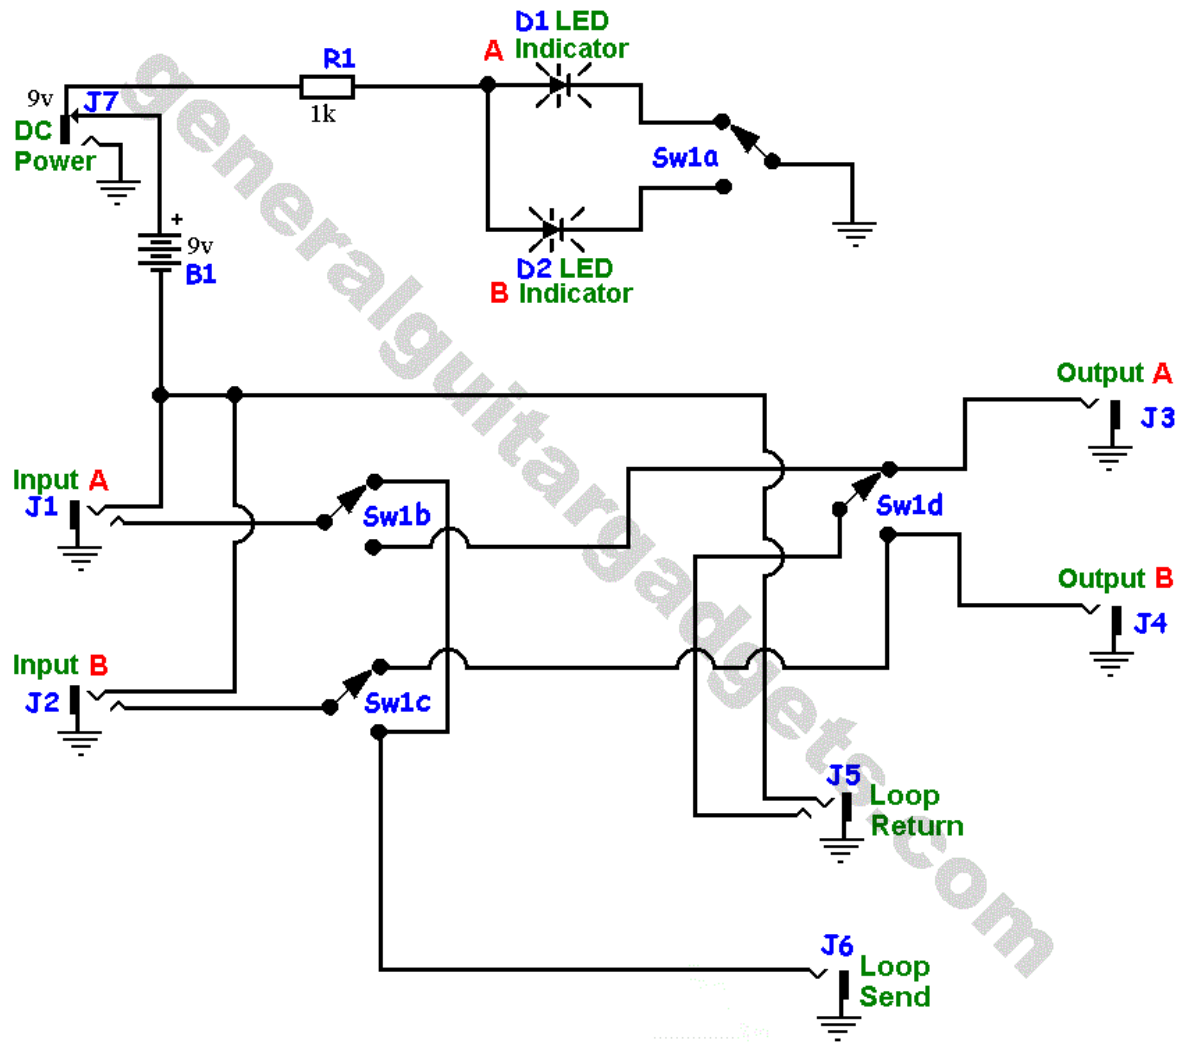 D1 LED
A Indicator
R1
9v
J7
1k
DC
Power
Sw1a
+
9v
B1
D2 LED
B Indicator
Output A
J3
Input A
J1
Sw1b
Sw1d
Output B
J4
Input B
J2
Sw1c
J5
Loop
Return
J6
Loop
Send
generalguitargadgets.com